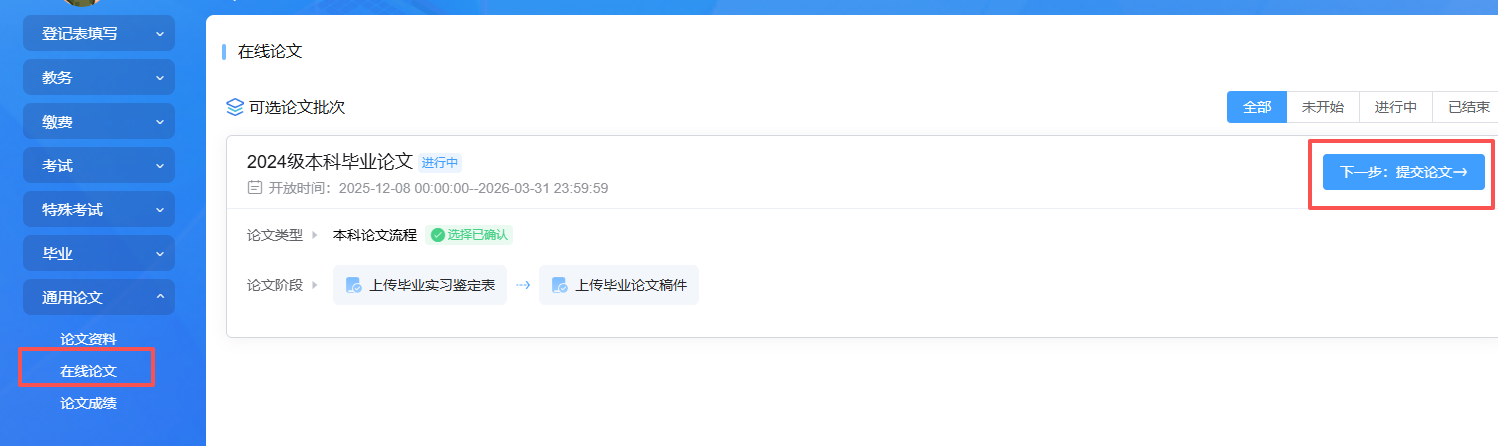 登记表填写
教务
缴费
考试
特殊考试
毕业
通用论文
论文资料
在线论文
论文成绩
在线论文
可选论文批次
全部 未开始 进行中 已结束
2024级本科毕业论文 进行中
开放时间：2025-12-08 00:00:00--2026-03-31 23:59:59
下一步：提交论文→
论文类型 本科论文流程 选择已确认
论文阶段 上传毕业实习鉴定表 → 上传毕业论文稿件